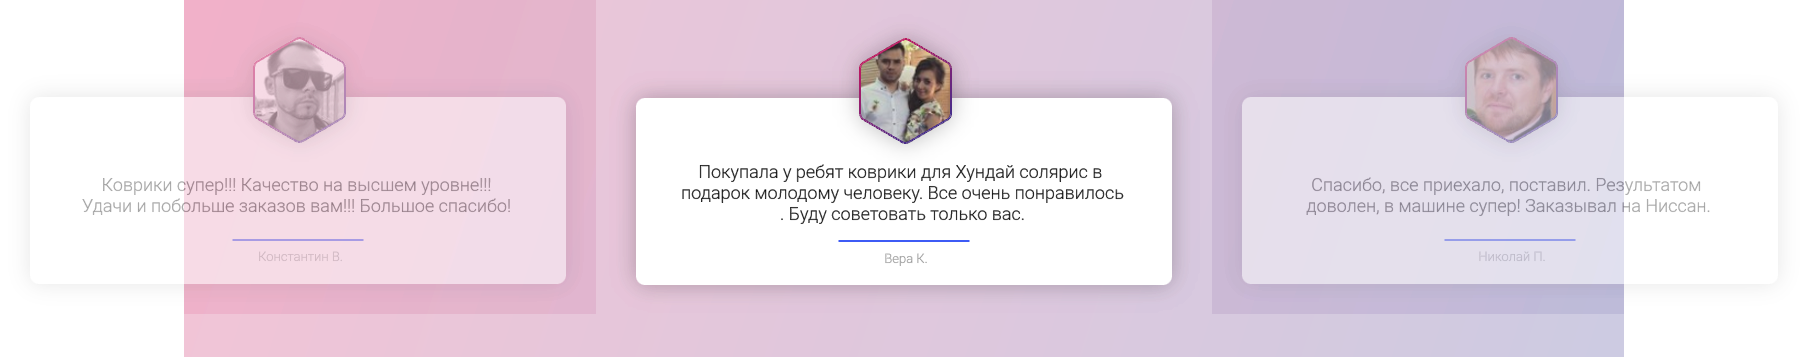 Коврики супер!!! Качество на высшем уровне!!!
Удачи и побольше заказов вам!!! Большое спасибо!
Константин В.
Покупала у ребят коврики для Хундай солярис в
подарок молодому человеку. Все очень понравилось
. Буду советовать только вас.
Вера К.
Спасибо, все приехало, поставил. Результатом
доволен, в машине супер! Заказывал на Ниссан.
Николай П.